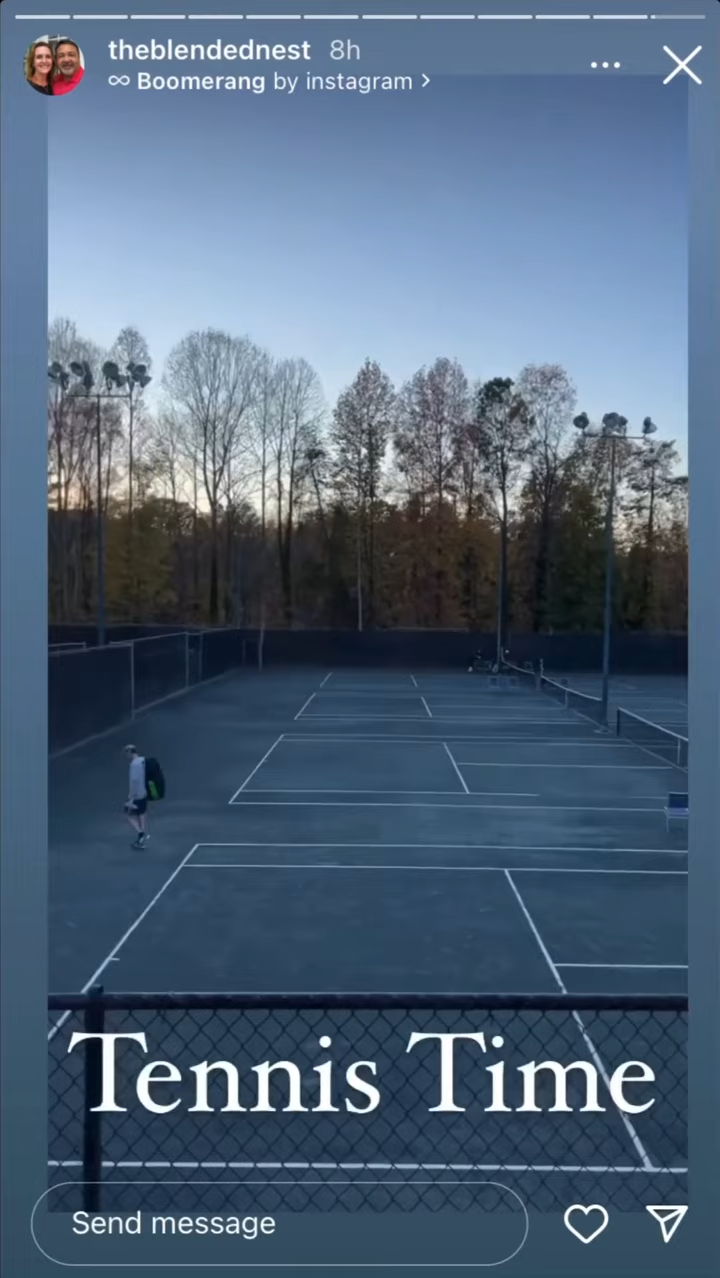 theblendednest 8h
∞ Boomerang by instagram >
Tennis Time
Send message